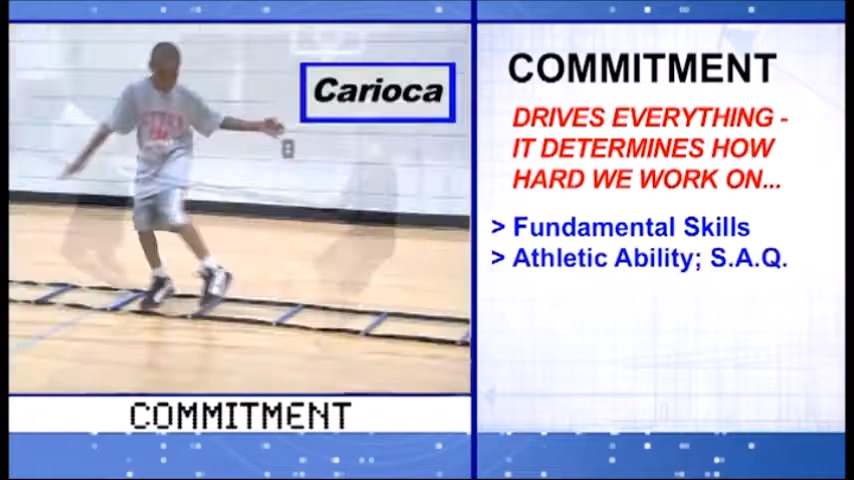 Carioca
COMMITMENT
COMMITMENT
DRIVES EVERYTHING -
IT DETERMINES HOW
HARD WE WORK ON...
> Fundamental Skills
> Athletic Ability; S.A.Q.